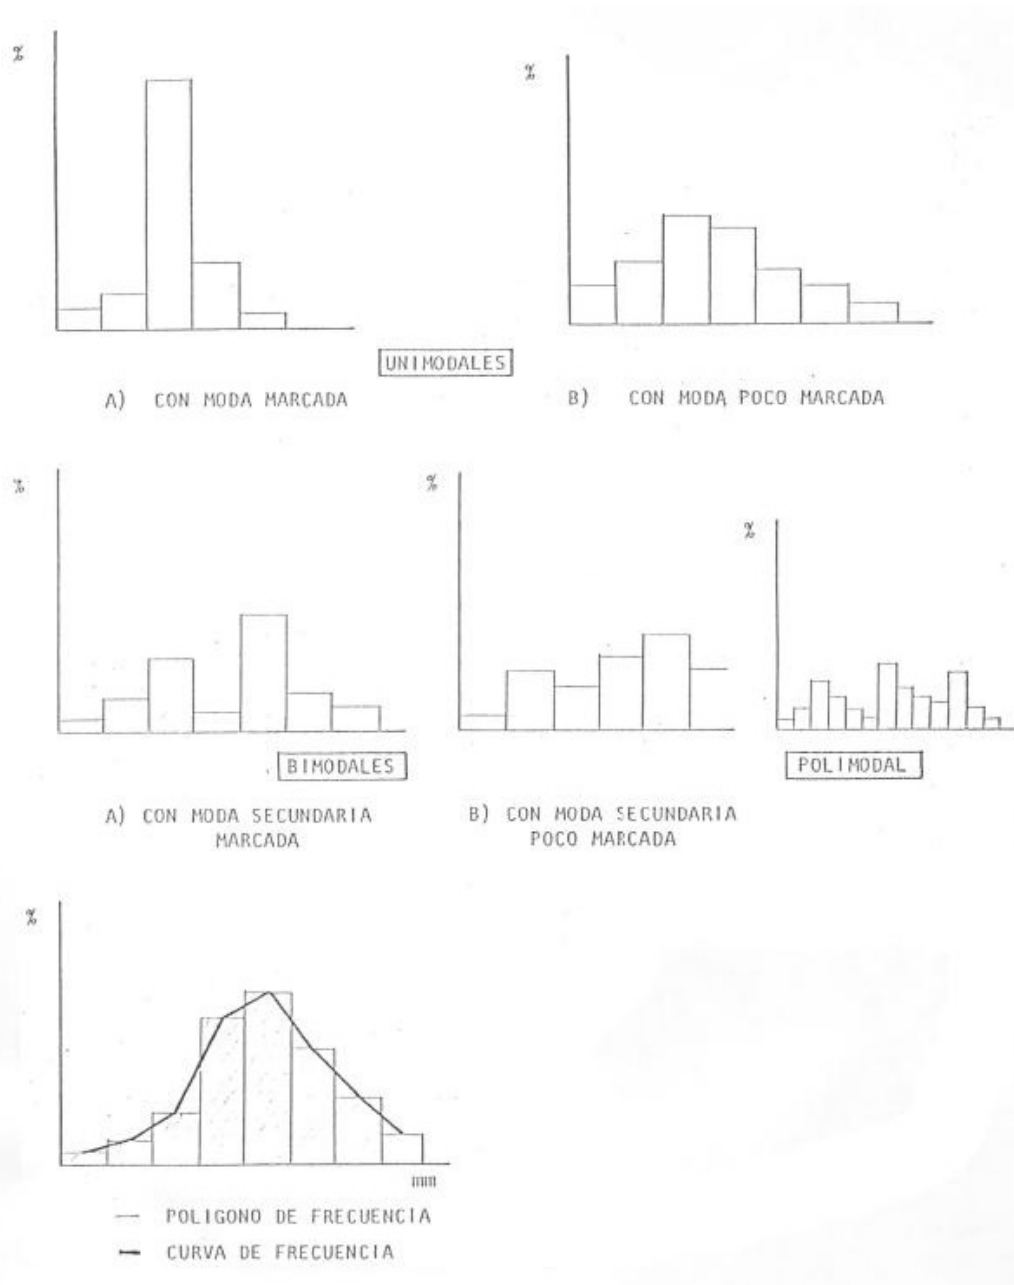 %
%
UNIMODALES
A) CON MODA MARCADA
B) CON MODA POCO MARCADA
%
%
%
BIMODALES
POLIMODAL
A) CON MODA SECUNDARIA
MARCADA
B) CON MODA SECUNDARIA
POCO MARCADA
%
mm
POLIGONO DE FRECUENCIA
CURVA DE FRECUENCIA